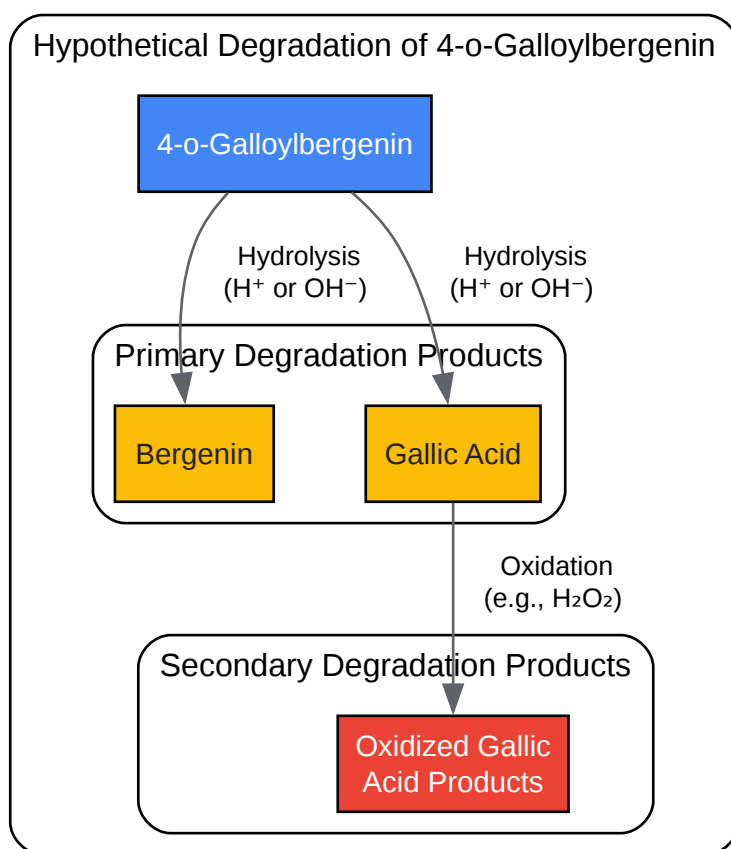 Hypothetical Degradation of 4-o-Galloylbergenin
4-o-Galloylbergenin
Hydrolysis
(H⁺ or OH⁻)
Hydrolysis
(H⁺ or OH⁻)
Primary Degradation Products
Bergenin
Gallic Acid
Oxidation
(e.g., H₂O₂)
Secondary Degradation Products
Oxidized Gallic
Acid Products